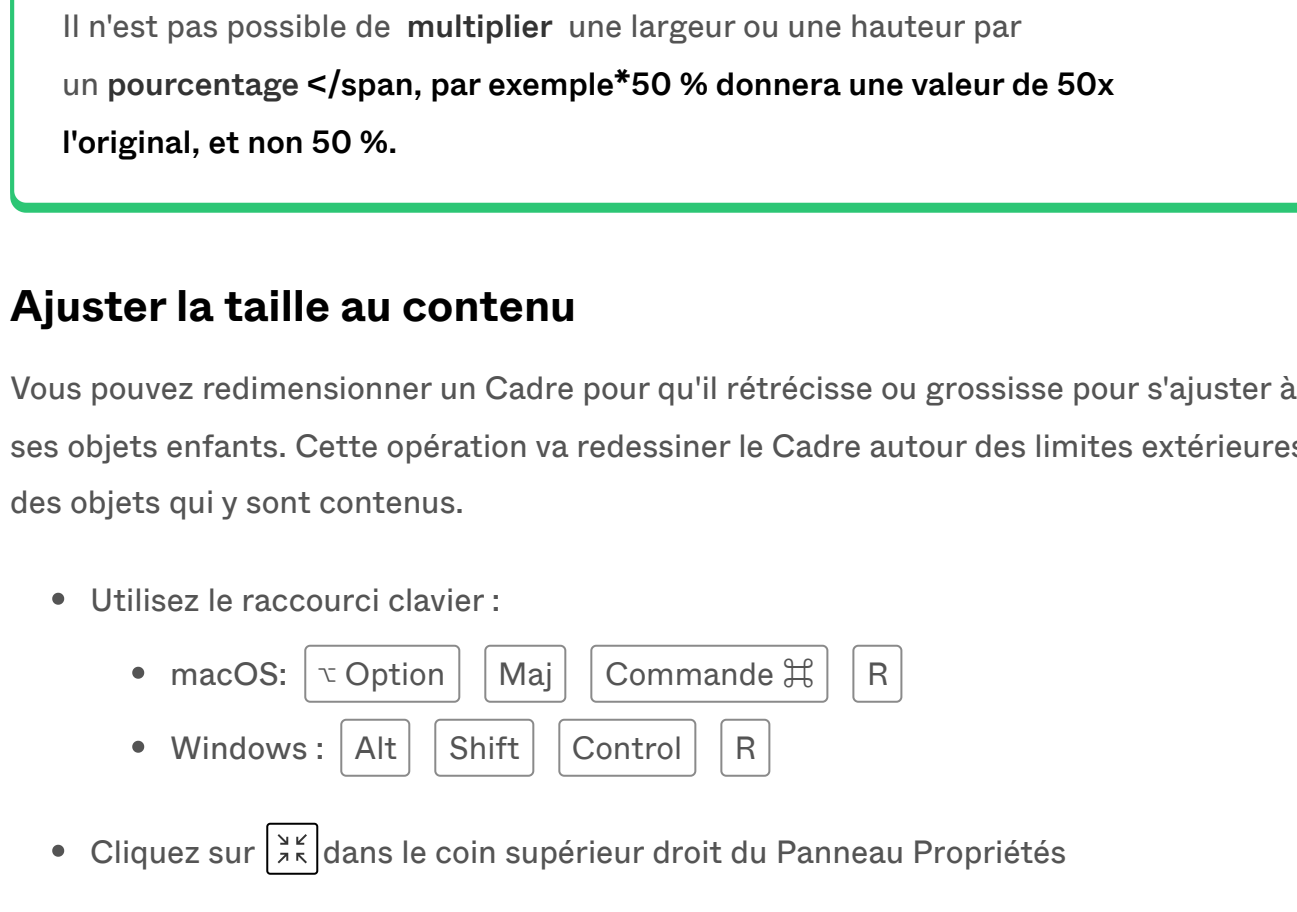 Il n'est pas possible de multiplier une largeur ou une hauteur par
un pourcentage </span, par exemple*50 % donnera une valeur de 50x
l'original, et non 50 %.
Ajuster la taille au contenu
Vous pouvez redimensionner un Cadre pour qu'il rétrécisse ou grossisse pour s'ajuster à
ses objets enfants. Cette opération va redessiner le Cadre autour des limites extérieures
des objets qui y sont contenus.
• Utilisez le raccourci clavier :
• macOS: ⌥ Option Maj Commande ⌘ R
• Windows : Alt Shift Control R
• Cliquez sur dans le coin supérieur droit du Panneau Propriétés